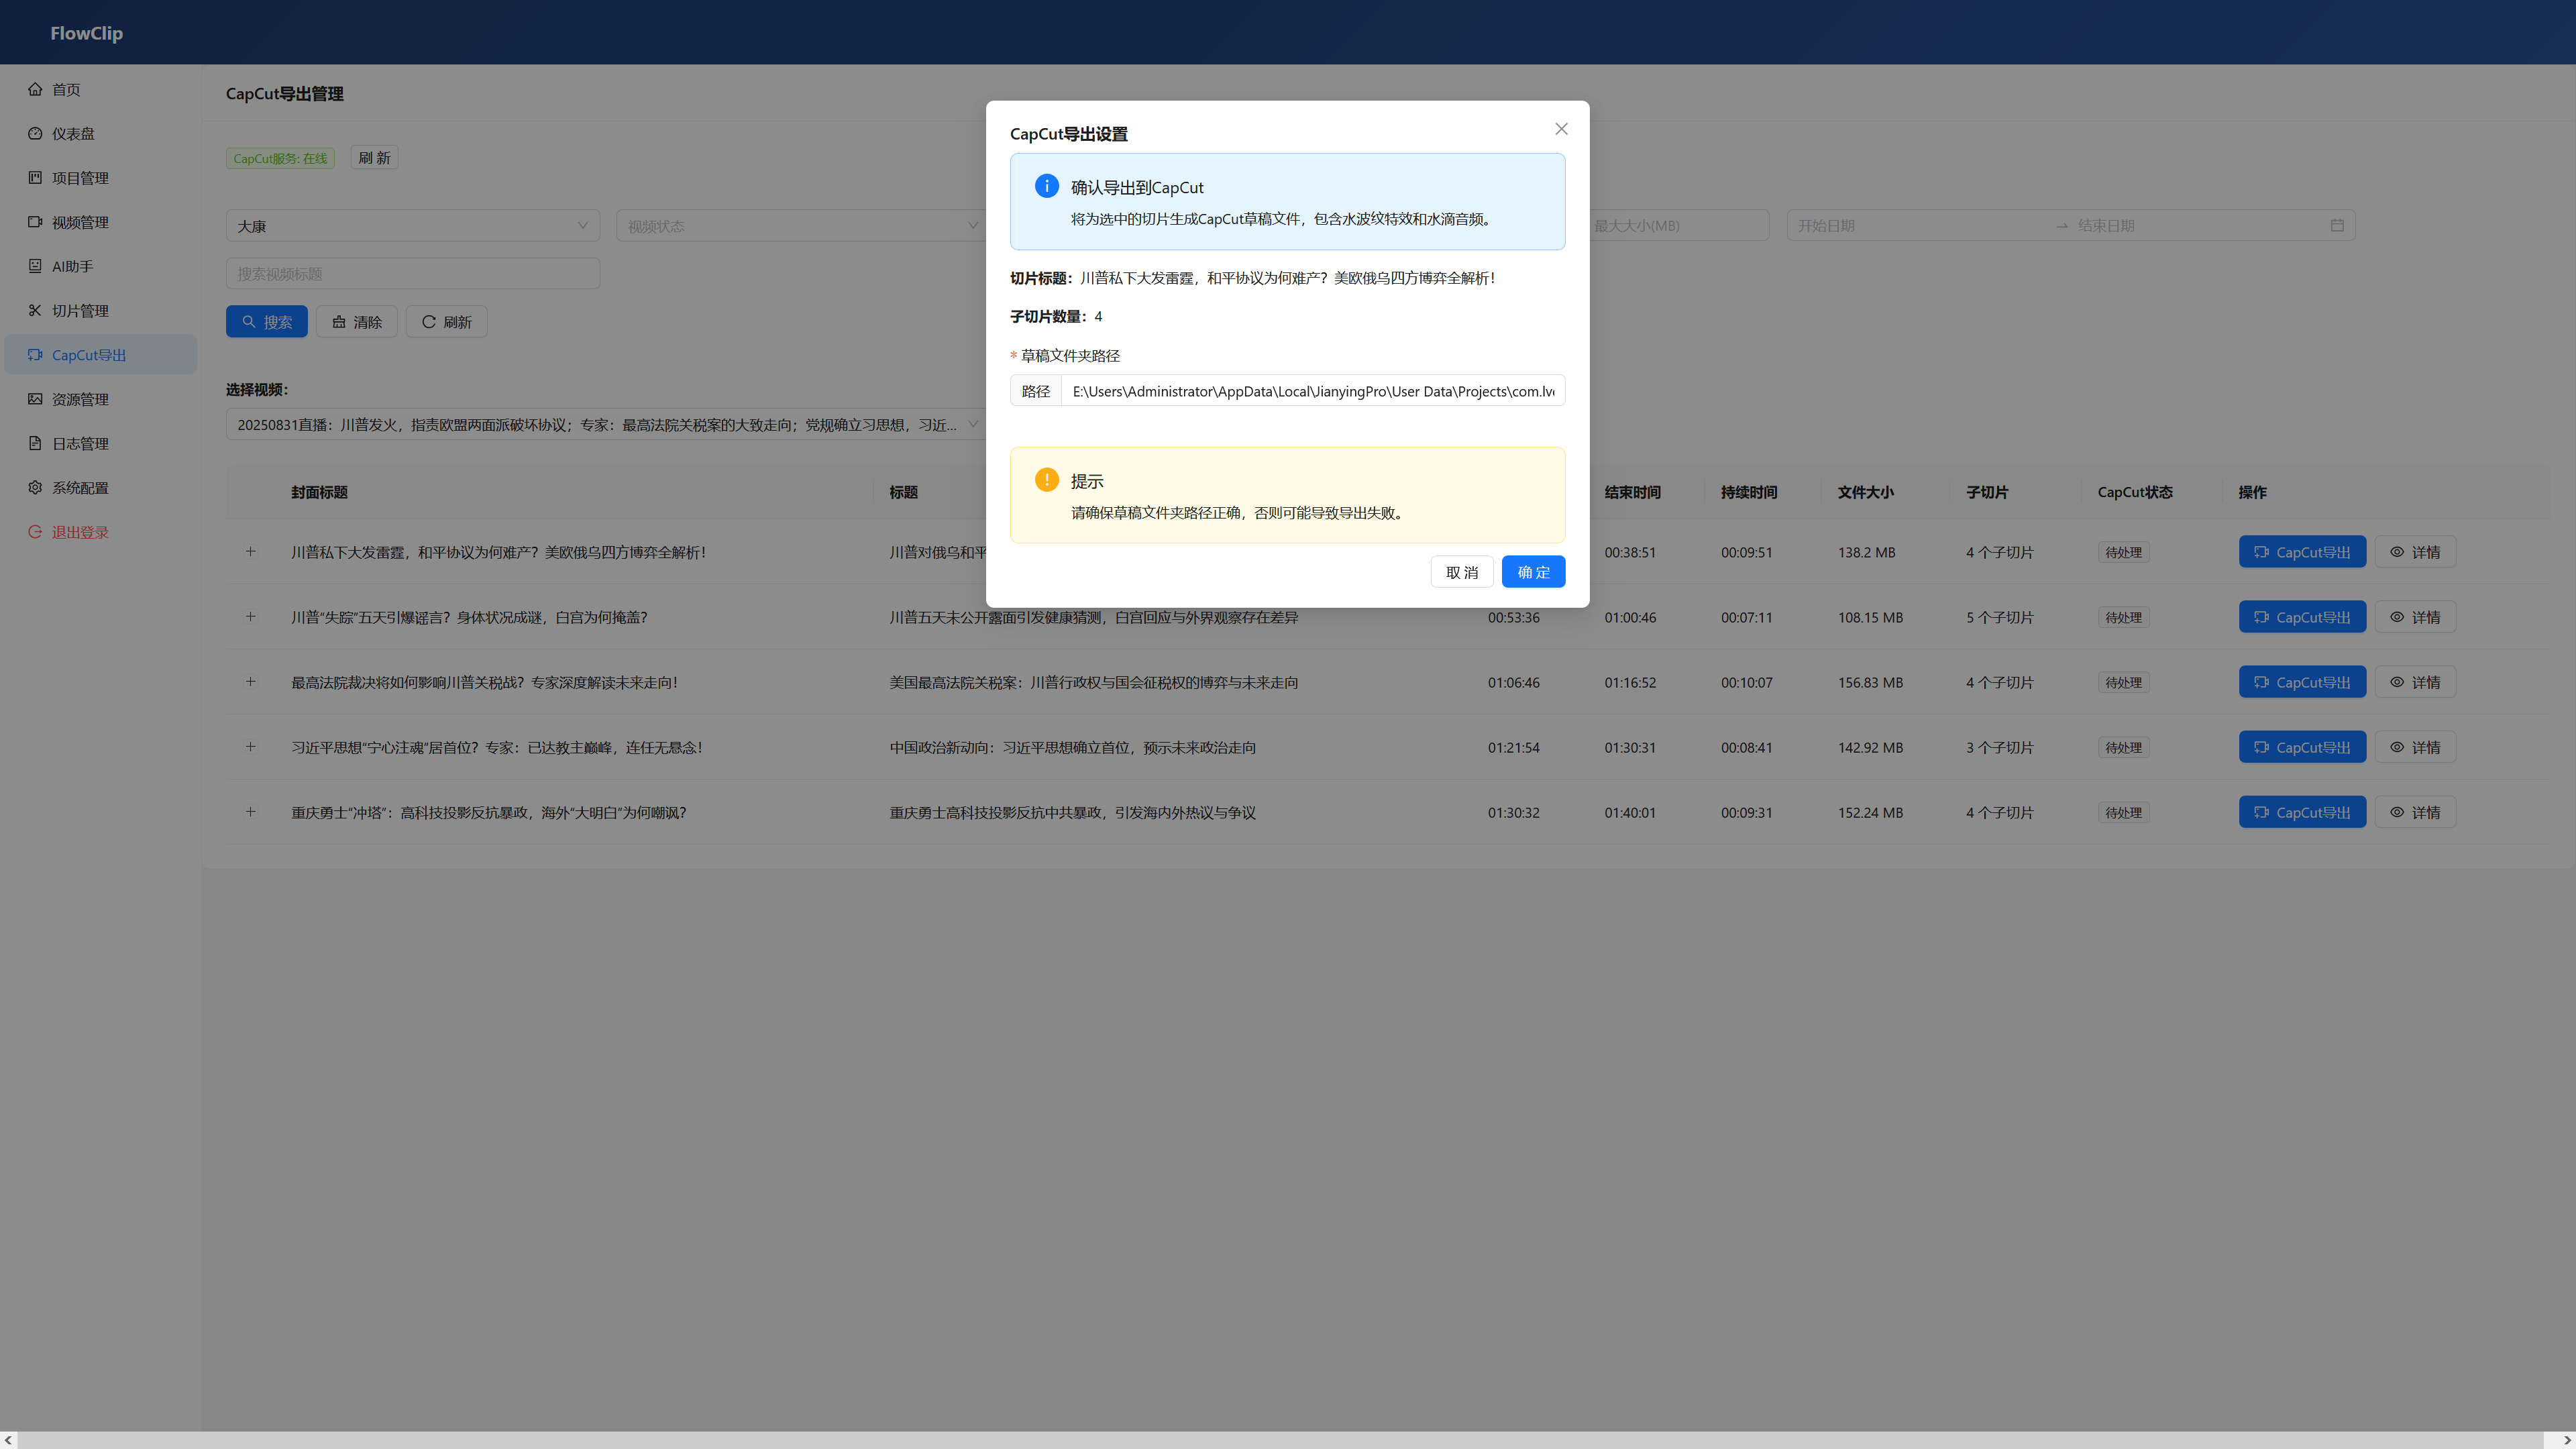 FlowClip
首页
仪表盘
项目管理
视频管理
AI助手
切片管理
CapCut导出
资源管理
日志管理
系统配置
退出登录
CapCut导出管理
CapCut服务: 在线
刷 新
大康
视频状态
最大大小(MB)
开始日期
结束日期
搜索视频标题
搜索
清除
刷新
选择视频：
20250831直播：川普发火，指责欧盟两面派破坏协议；专家：最高法院关税案的大致走向；党规确立习思想，习近...
CapCut导出设置
确认导出到CapCut
将为选中的切片生成CapCut草稿文件，包含水波纹特效和水滴音频。
切片标题：川普私下大发雷霆，和平协议为何难产？美欧俄乌四方博弈全解析！
子切片数量：4
* 草稿文件夹路径
路径 E:\Users\Administrator\AppData\Local\JianyingPro\User Data\Projects\com.lv
提示
请确保草稿文件夹路径正确，否则可能导致导出失败。
取 消
确 定
封面标题 标题 结束时间 持续时间 文件大小 子切片 CapCut状态 操作
川普私下大发雷霆，和平协议为何难产？美欧俄乌四方博弈全解析！ 川普对俄乌和平 00:38:51 00:09:51 138.2 MB 4 个子切片 待处理 CapCut导出 详情
川普“失踪”五天引爆谣言？身体状况成谜，白宫为何掩盖？ 川普五天未公开露面引发健康猜测，白宫回应与外界观察存在差异 00:53:36 01:00:46 00:07:11 108.15 MB 5 个子切片 待处理 CapCut导出 详情
最高法院裁决将如何影响川普关税战？专家深度解读未来走向！ 美国最高法院关税案：川普行政权与国会征税权的博弈与未来走向 01:06:46 01:16:52 00:10:07 156.83 MB 4 个子切片 待处理 CapCut导出 详情
习近平思想“宁心注魂”居首位？专家：已达教主巅峰，连任无悬念！ 中国政治新动向：习近平思想确立首位，预示未来政治走向 01:21:54 01:30:31 00:08:41 142.92 MB 3 个子切片 待处理 CapCut导出 详情
重庆勇士“冲塔”：高科技投影反抗暴政，海外“大明白”为何嘲讽？ 重庆勇士高科技投影反抗中共暴政，引发海内外热议与争议 01:30:32 01:40:01 00:09:31 152.24 MB 4 个子切片 待处理 CapCut导出 详情